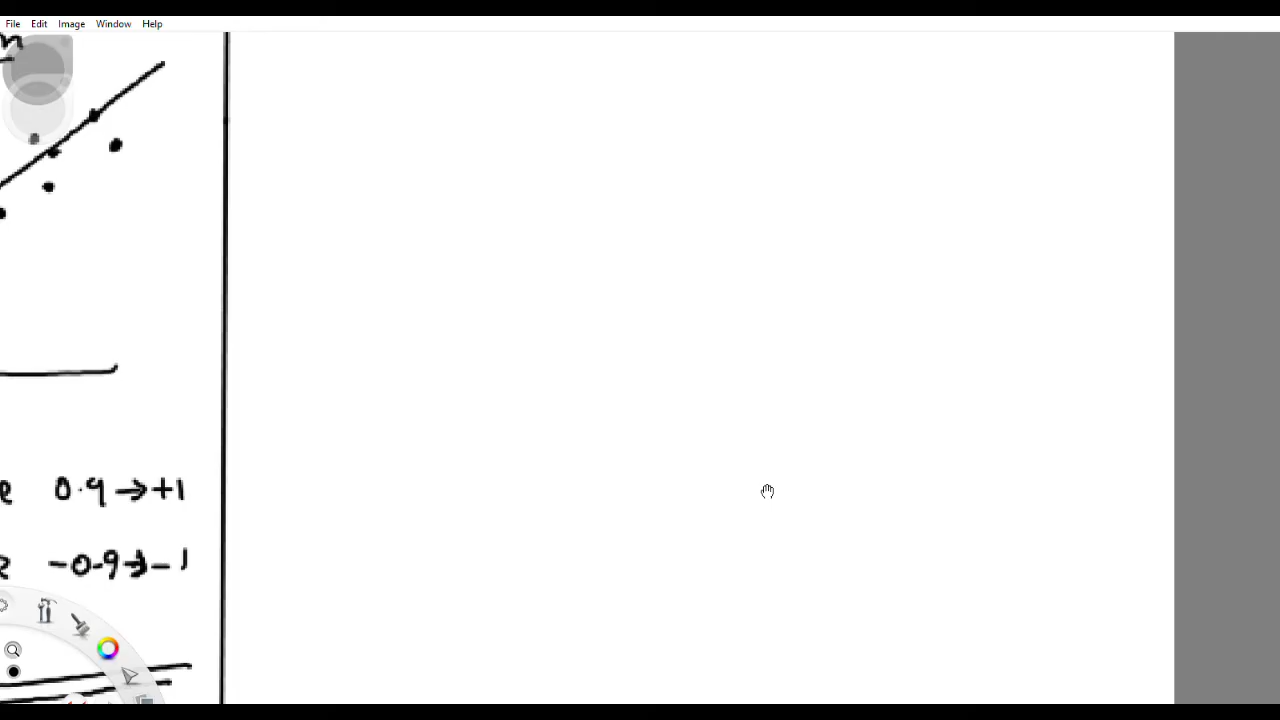 File Edit Image Window Help
0.9 → +1
-0.9 → -1